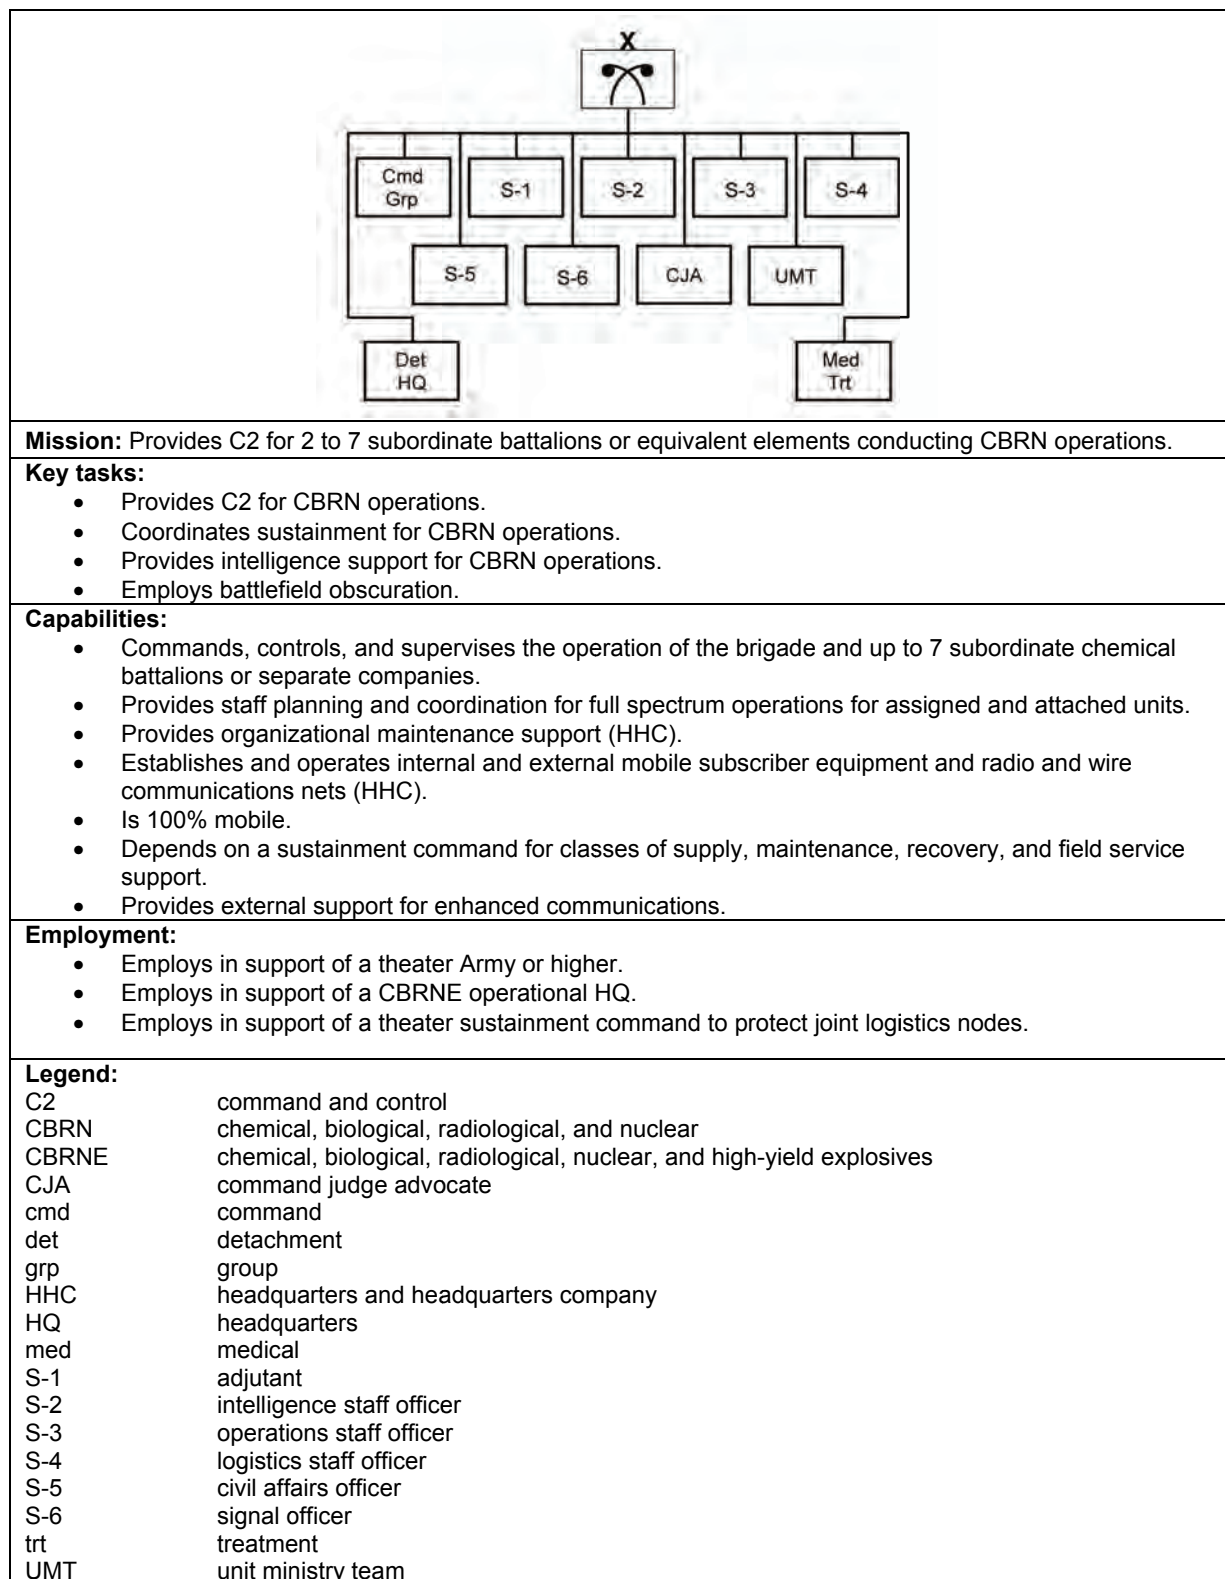 X
Cmd
Grp
S-1
S-2
S-3
S-4
S-5
S-6
CJA
UMT
Det
HQ
Med
Trt
Mission: Provides C2 for 2 to 7 subordinate battalions or equivalent elements conducting CBRN operations.
Key tasks:
• Provides C2 for CBRN operations.
• Coordinates sustainment for CBRN operations.
• Provides intelligence support for CBRN operations.
• Employs battlefield obscuration.
Capabilities:
• Commands, controls, and supervises the operation of the brigade and up to 7 subordinate chemical
battalions or separate companies.
• Provides staff planning and coordination for full spectrum operations for assigned and attached units.
• Provides organizational maintenance support (HHC).
• Establishes and operates internal and external mobile subscriber equipment and radio and wire
communications nets (HHC).
• Is 100% mobile.
• Depends on a sustainment command for classes of supply, maintenance, recovery, and field service
support.
• Provides external support for enhanced communications.
Employment:
• Employs in support of a theater Army or higher.
• Employs in support of a CBRNE operational HQ.
• Employs in support of a theater sustainment command to protect joint logistics nodes.
Legend:
C2 command and control
CBRN chemical, biological, radiological, and nuclear
CBRNE chemical, biological, radiological, nuclear, and high-yield explosives
CJA command judge advocate
cmd command
det detachment
grp group
HHC headquarters and headquarters company
HQ headquarters
med medical
S-1 adjutant
S-2 intelligence staff officer
S-3 operations staff officer
S-4 logistics staff officer
S-5 civil affairs officer
S-6 signal officer
trt treatment
UMT unit ministry team